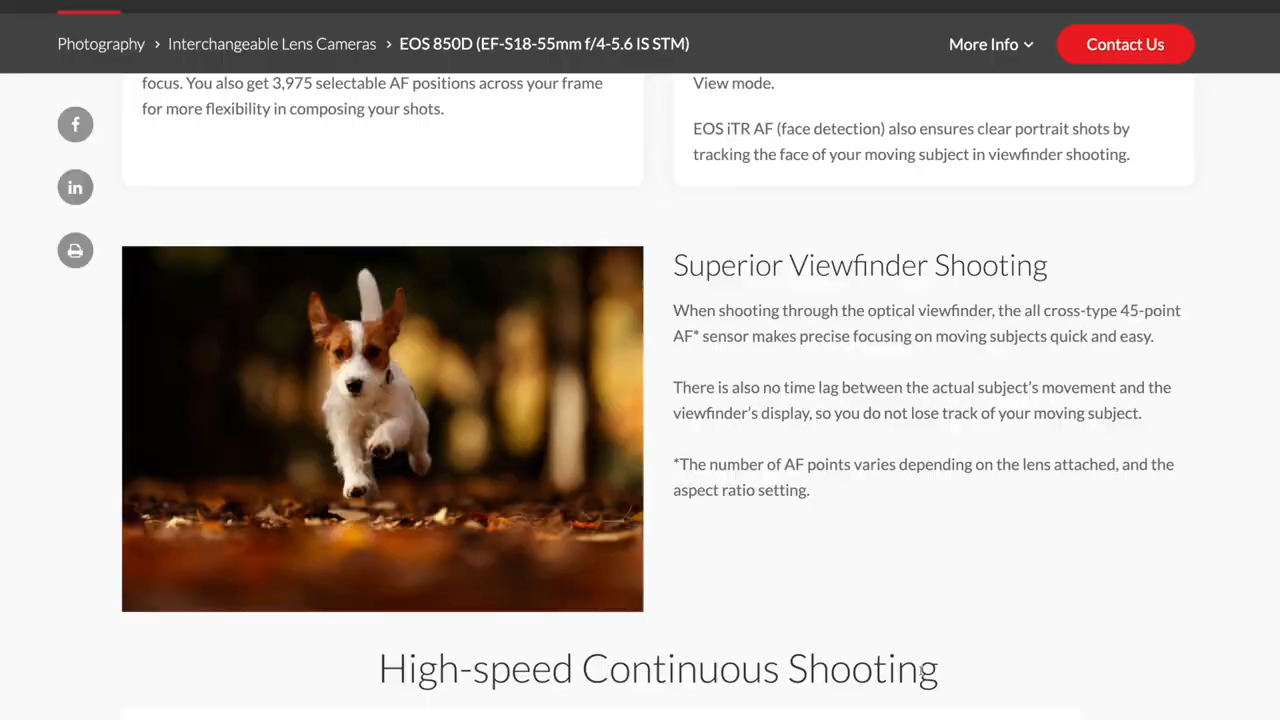 Photography > Interchangeable Lens Cameras > EOS 850D (EF-S18-55mm f/4-5.6 IS STM)
More Info
Contact Us
focus. You also get 3,975 selectable AF positions across your frame
for more flexibility in composing your shots.
View mode.
EOS iTR AF (face detection) also ensures clear portrait shots by
tracking the face of your moving subject in viewfinder shooting.
f
in
Superior Viewfinder Shooting
When shooting through the optical viewfinder, the all cross-type 45-point
AF* sensor makes precise focusing on moving subjects quick and easy.
There is also no time lag between the actual subject's movement and the
viewfinder's display, so you do not lose track of your moving subject.
*The number of AF points varies depending on the lens attached, and the
aspect ratio setting.
High-speed Continuous Shooting